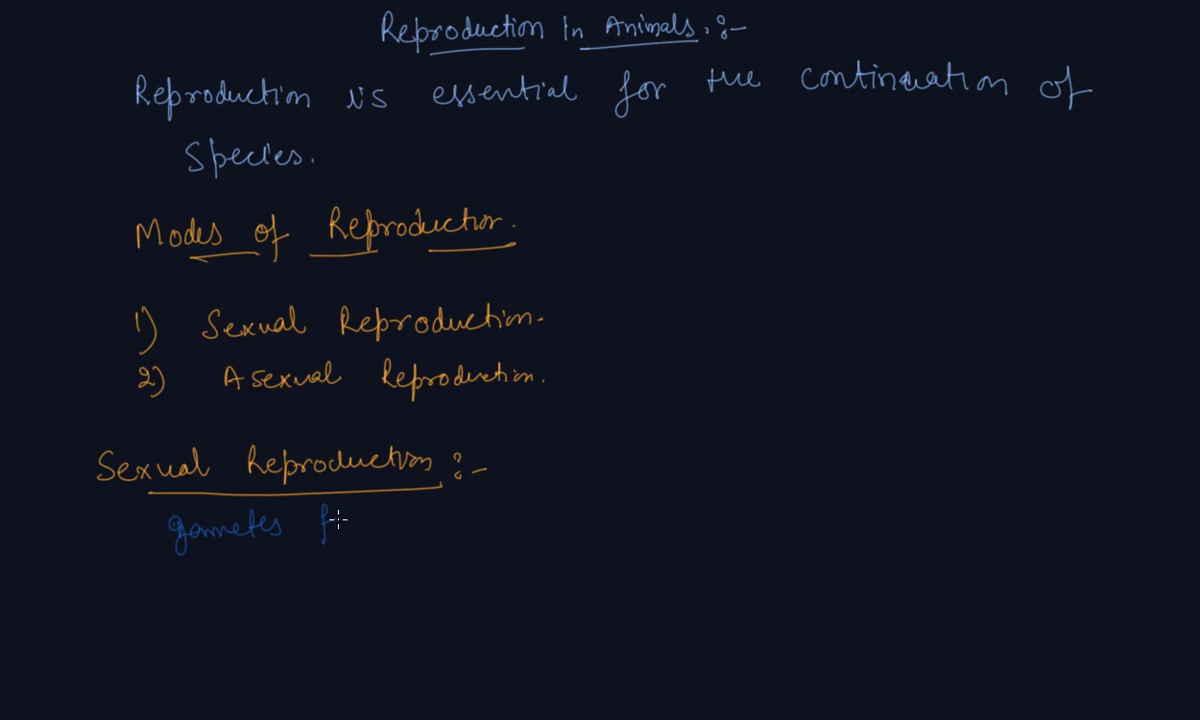 Reproduction In Animals :-
Reproduction is essential for the continuation of
Species.
Modes of Reproduction.
1) Sexual Reproduction.
2) Asexual Reproduction.
Sexual Reproduction :-
gametes f